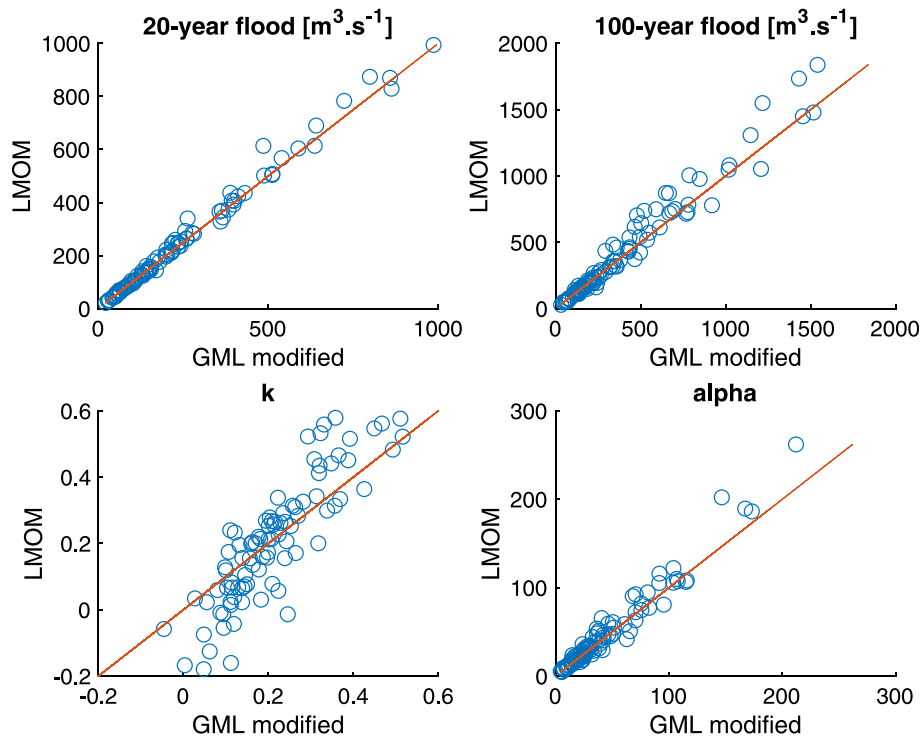 20-year flood [m³.s⁻¹]
1000
800
600
400
200
0
LMOM
0 500 1000
GML modified
100-year flood [m³.s⁻¹]
2000
1500
1000
500
0
LMOM
0 500 1000 1500 2000
GML modified
k
0.6
0.4
0.2
0
-0.2
LMOM
-0.2 0 0.2 0.4 0.6
GML modified
alpha
300
200
100
0
LMOM
0 100 200 300
GML modified